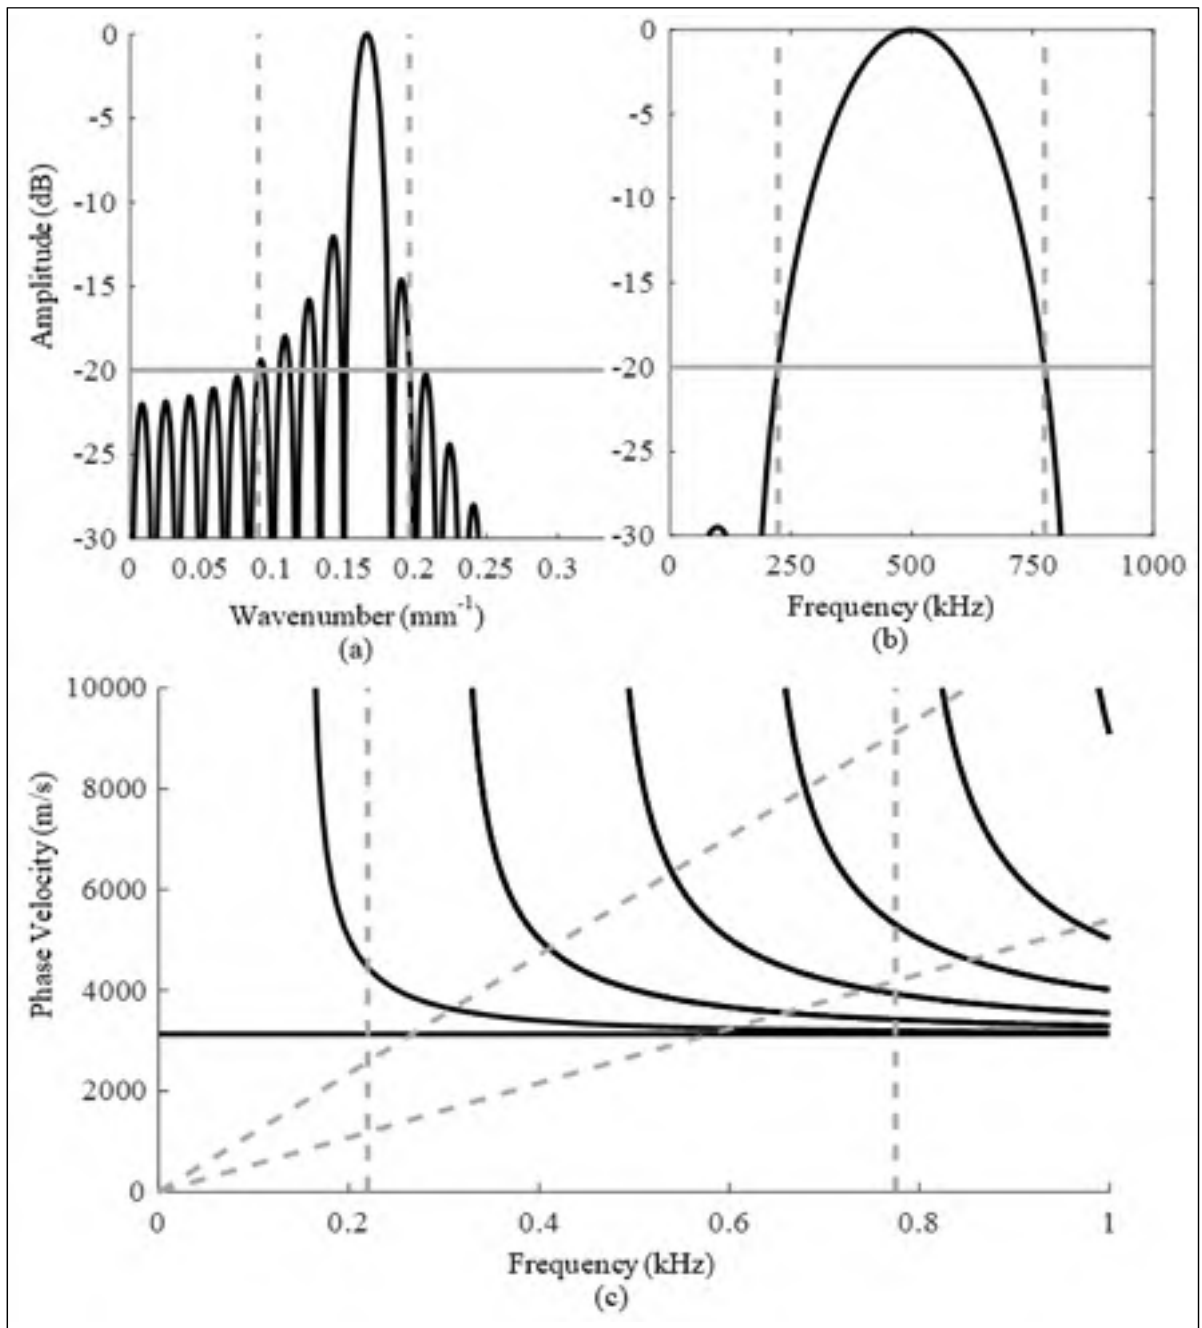 0
-5
-10
-15
-20
-25
-30
Amplitude (dB)
0 0.05 0.1 0.15 0.2 0.25 0.3
Wavenumber (mm-1)
(a)
0
-5
-10
-15
-20
-25
-30
0 250 500 750 1000
Frequency (kHz)
(b)
10000
8000
6000
4000
2000
0
Phase Velocity (m/s)
0 0.2 0.4 0.6 0.8 1
Frequency (kHz)
(c)